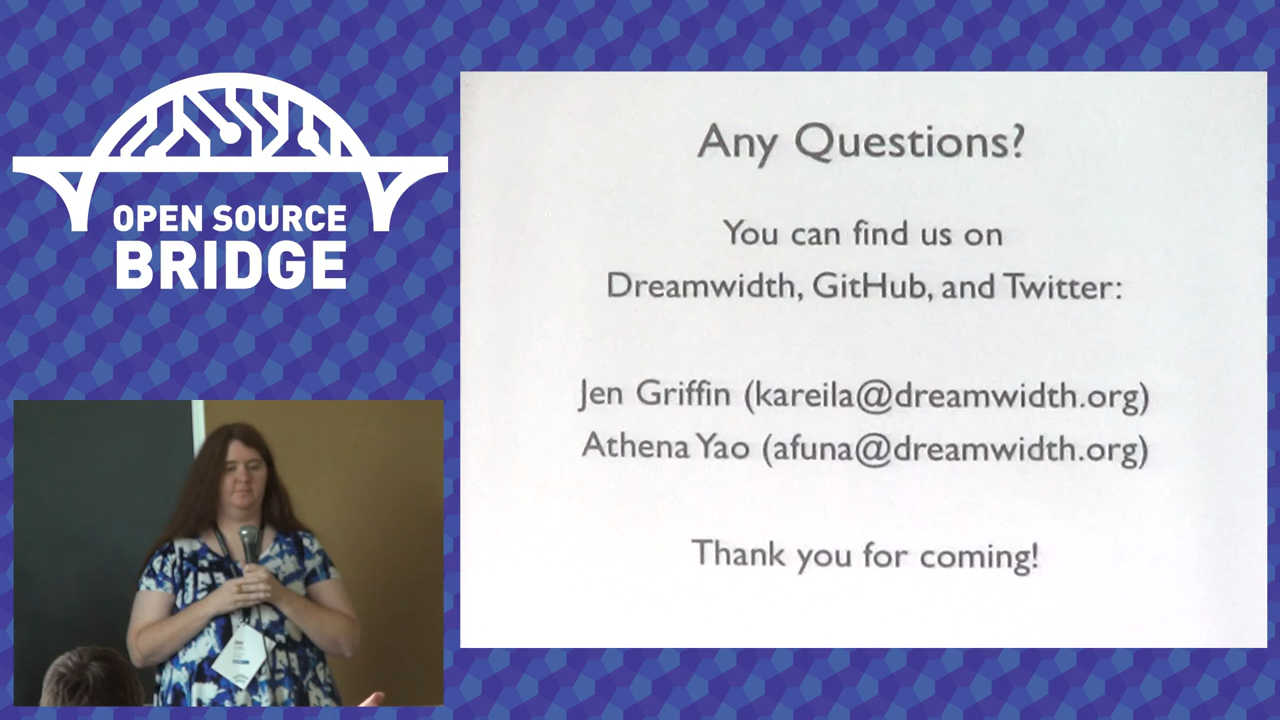 OPEN SOURCE
BRIDGE
Any Questions?
You can find us on
Dreamwidth, GitHub, and Twitter:
Jen Griffin (kareila@dreamwidth.org)
Athena Yao (afuna@dreamwidth.org)
Thank you for coming!